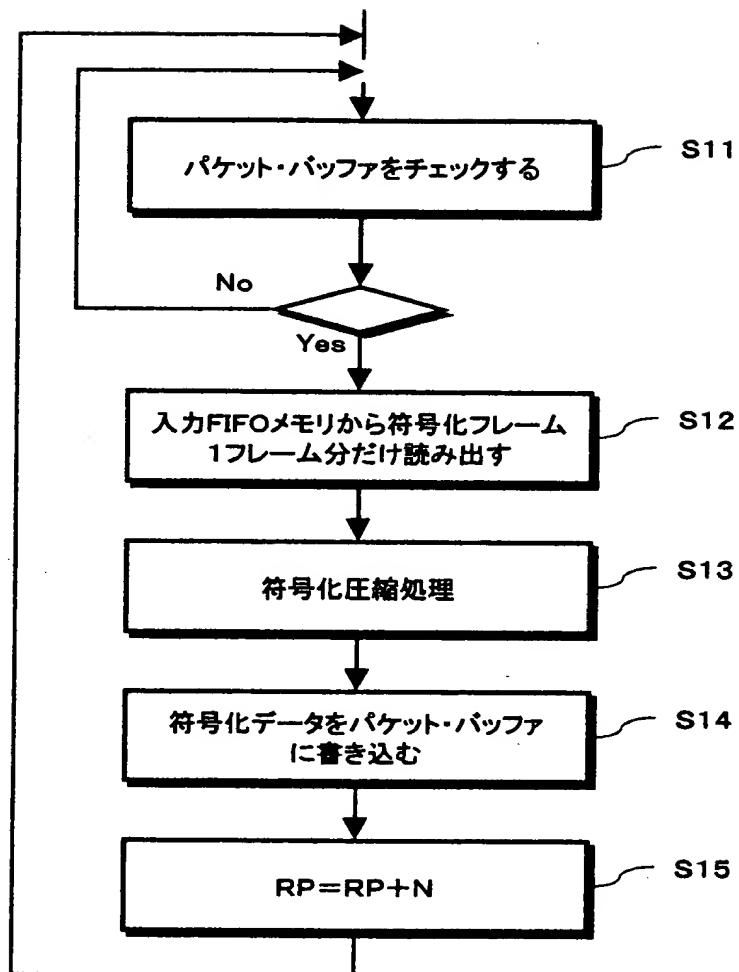 パケット・バッファをチェックする
S11
No
Yes
入力FIFOメモリから符号化フレーム
1フレーム分だけ読み出す
S12
符号化圧縮処理
S13
符号化データをパケット・バッファ
に書き込む
S14
RP=RP+N
S15